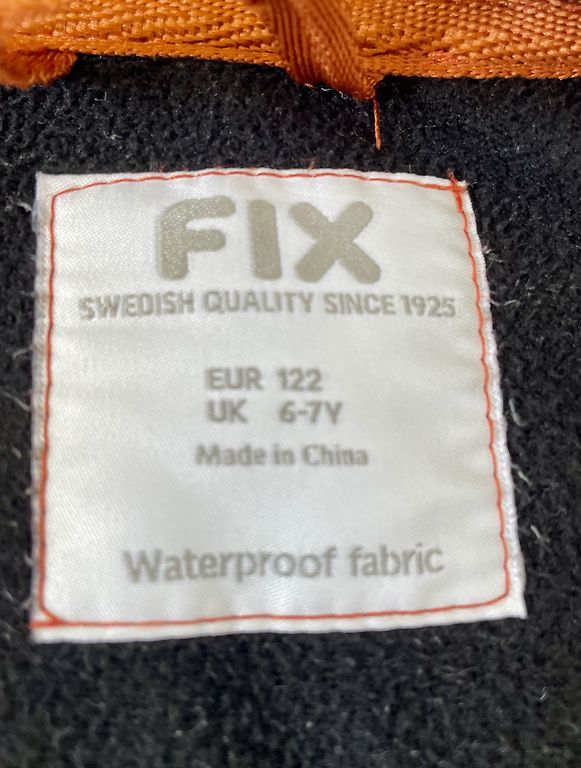 FIX
SWEDISH QUALITY SINCE 1925
EUR 122
UK 6-7Y
Made in China
Waterproof fabric